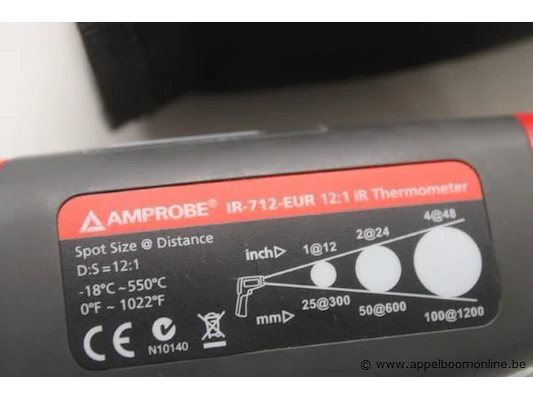 AMPROBE® IR-712-EUR 12:1 IR Thermometer
Spot Size @ Distance
D:S=12:1
-18°C ~550°C
0°F ~ 1022°F
CE N10140
inch▷ 1@12 2@24 4@48
mm▷ 25@300 50@600 100@1200
© www.appelboomonline.be